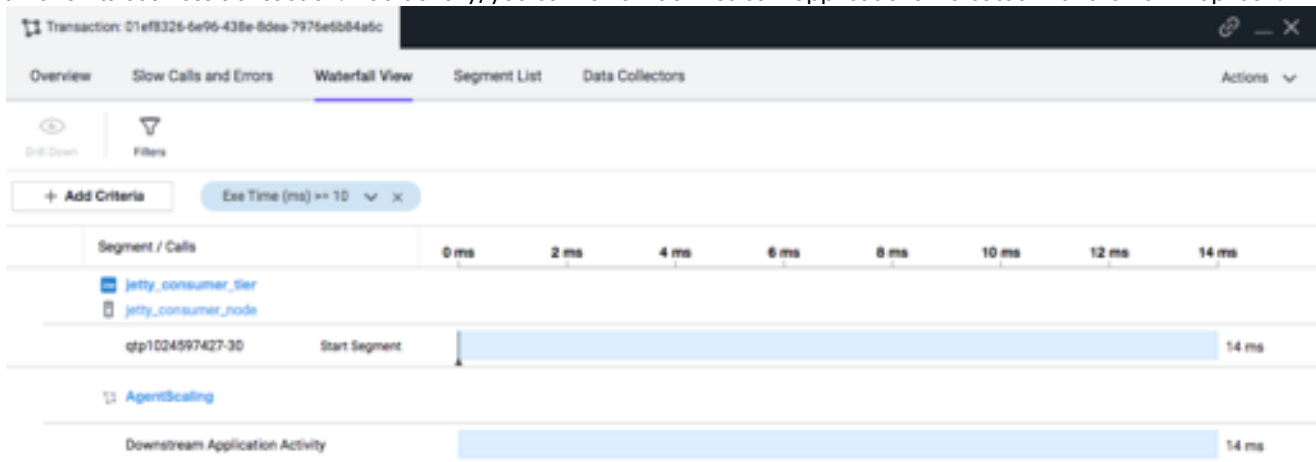 Transaction: 01ef8326-6e96-438e-8dea-7976e6b84a6c
Overview Slow Calls and Errors Waterfall View Segment List Data Collectors Actions
Drill Down Filters
+ Add Criteria Exe Time (ms) >= 10
Segment / Calls 0 ms 2 ms 4 ms 6 ms 8 ms 10 ms 12 ms 14 ms
jetty_consumer_tier
jetty_consumer_node
qtp1024597427-30 Start Segment 14 ms
AgentScaling
Downstream Application Activity 14 ms